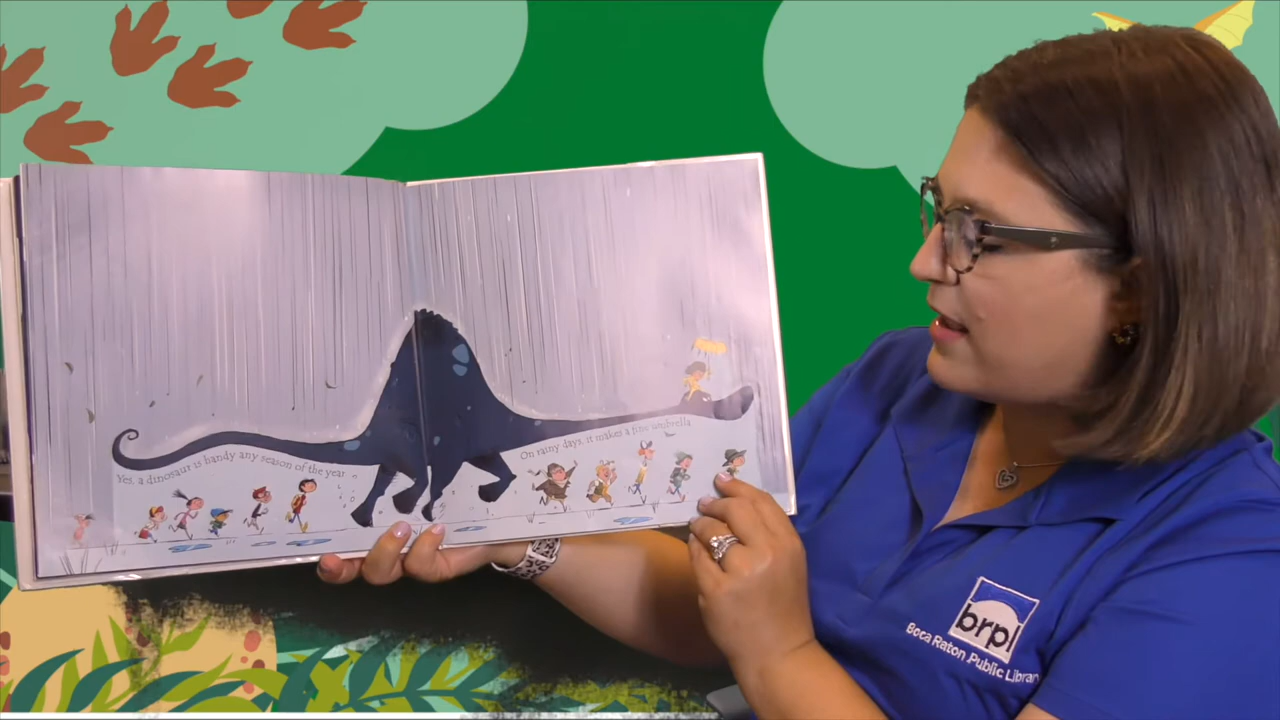 Yes, a dinosaur is handy any season of the year.
On rainy days, it makes a fine umbrella
brpl
Boca Raton Public Library